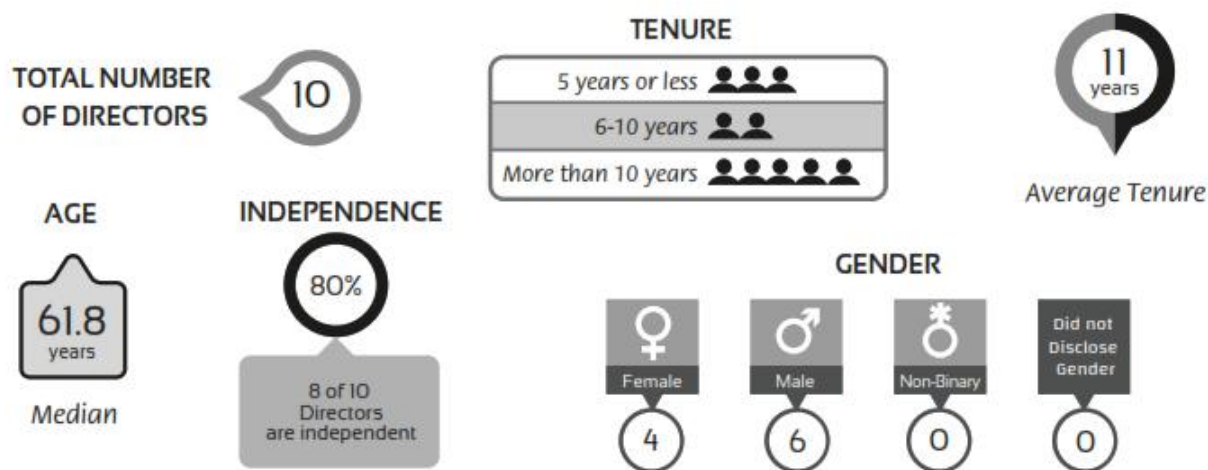 TOTAL NUMBER
OF DIRECTORS
10
TENURE
5 years or less
6-10 years
More than 10 years
11
years
Average Tenure
AGE
61.8
years
Median
INDEPENDENCE
80%
8 of 10
Directors
are independent
GENDER
Female
4
Male
6
Non-Binary
0
Did not
Disclose
Gender
0